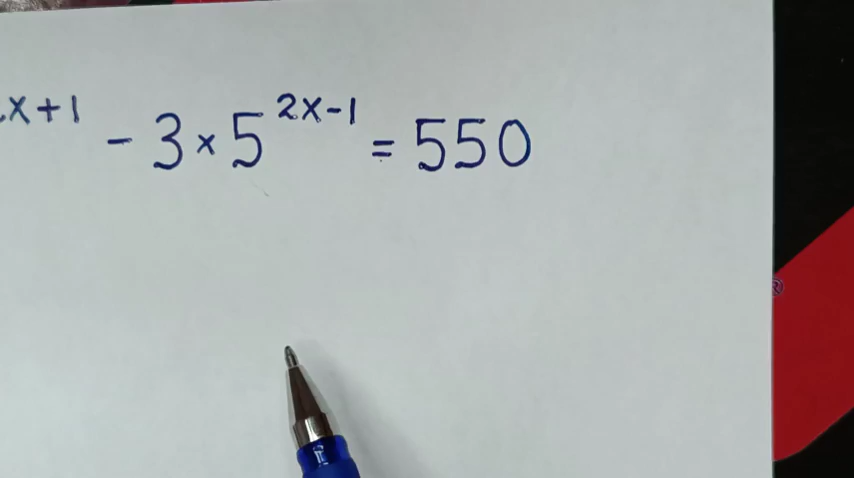 x+1 - 3 × 5^2x-1 = 550
®